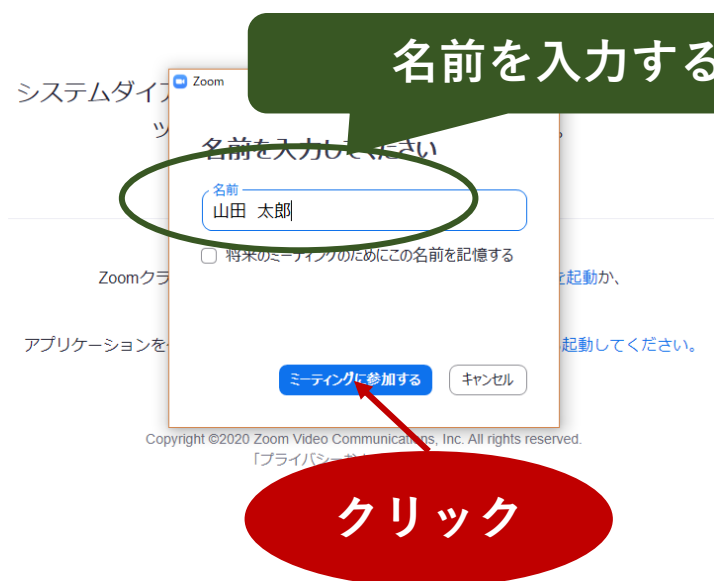 名前を入力する
システムダイア
Zoom
ツ
名前を入力してください
名前
山田 太郎
将来のミーティングのためにこの名前を記憶する
Zoomクラ
を起動か、
アプリケーションを
起動してください。
ミーティングに参加する
キャンセル
Copyright ©2020 Zoom Video Communications, Inc. All rights reserved.
「プライバシー
クリック